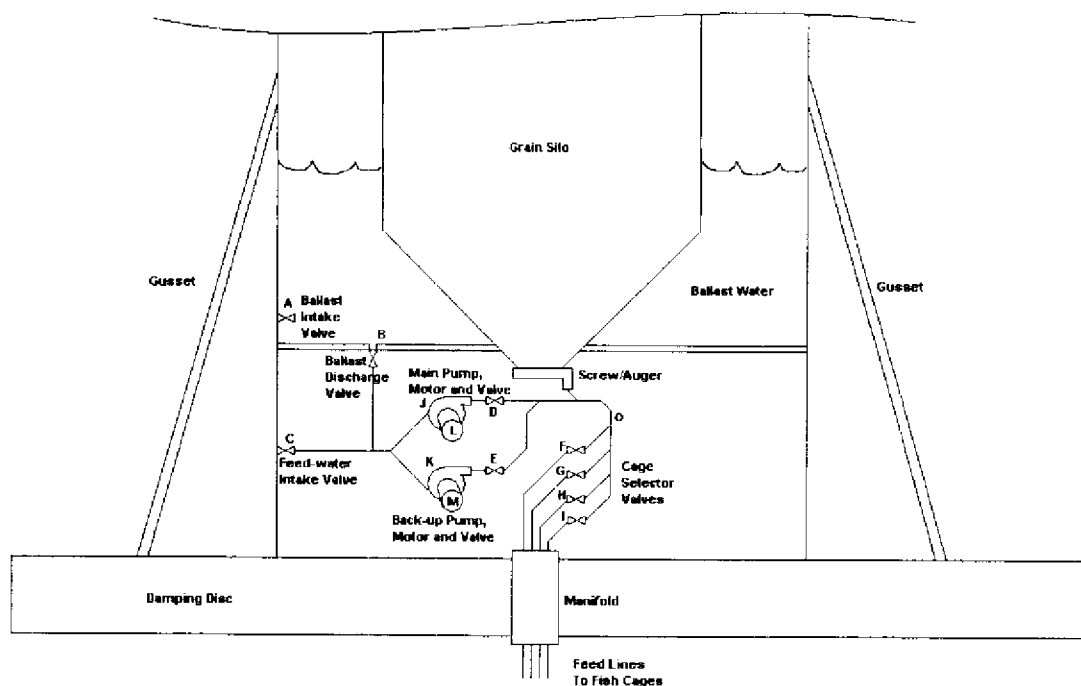 Grain Silo
Gusset
A
Ballast
Intake
Valve
Ballast Water
Gusset
B
Ballast
Discharge
Valve
Main Pump,
Motor and Valve
Screw/Auger
J
D
L
O
C
Feed-water
Intake Valve
K
E
M
F
G
H
I
Cage
Selector
Valves
Back-up Pump,
Motor and Valve
Damping Disc
Manifold
Feed Lines
To Fish Cages